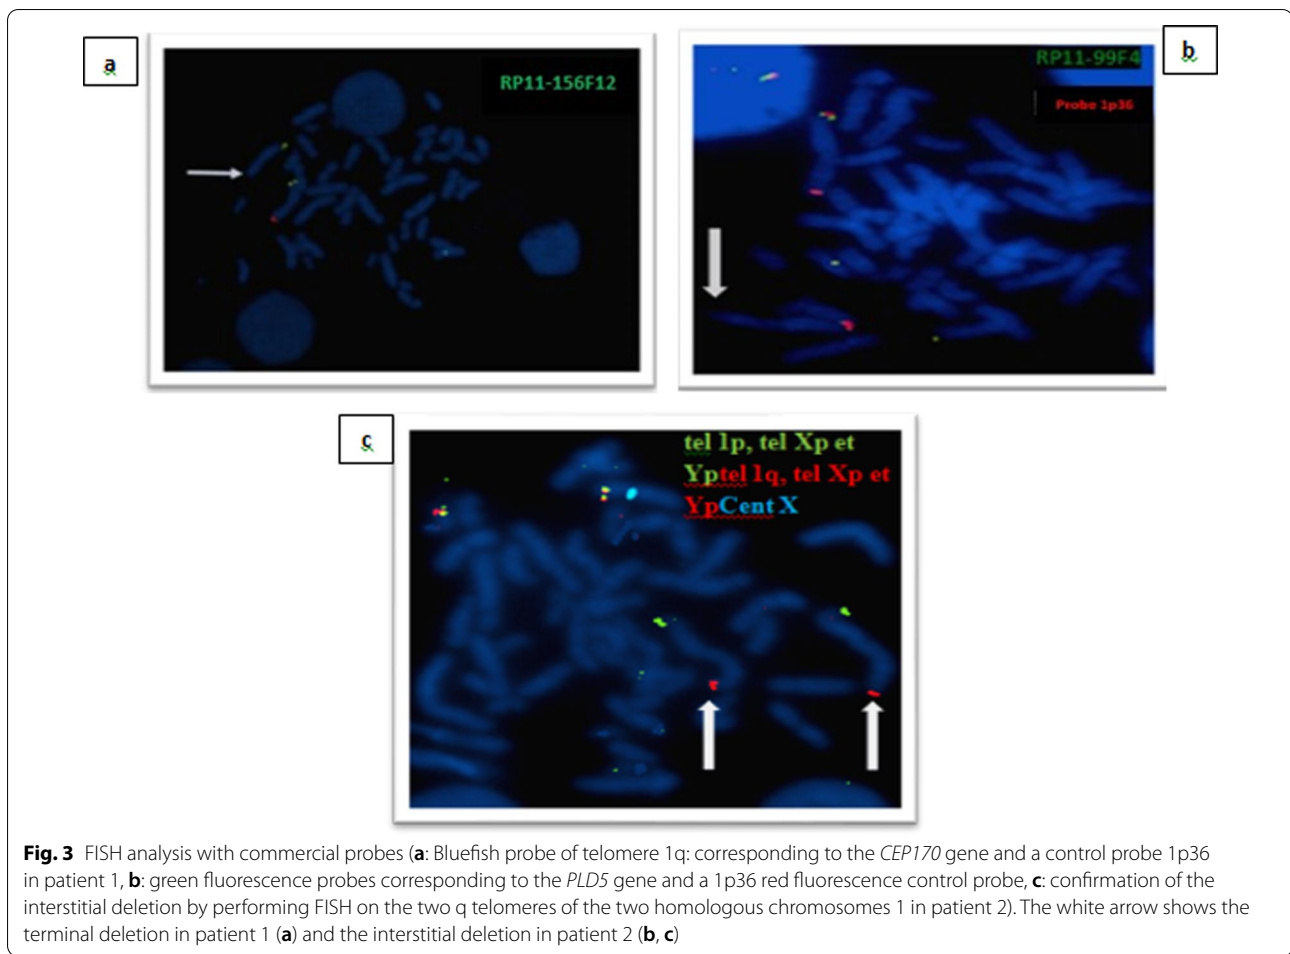 a
RP11-156F12
b
RP11-99F4
Probe 1p36
c
tel 1p, tel Xp et
Yptel 1q, tel Xp et
YpCent X
Fig. 3 FISH analysis with commercial probes (a: Bluefish probe of telomere 1q: corresponding to the CEP170 gene and a control probe 1p36
in patient 1, b: green fluorescence probes corresponding to the PLD5 gene and a 1p36 red fluorescence control probe, c: confirmation of the
interstitial deletion by performing FISH on the two q telomeres of the two homologous chromosomes 1 in patient 2). The white arrow shows the
terminal deletion in patient 1 (a) and the interstitial deletion in patient 2 (b, c)